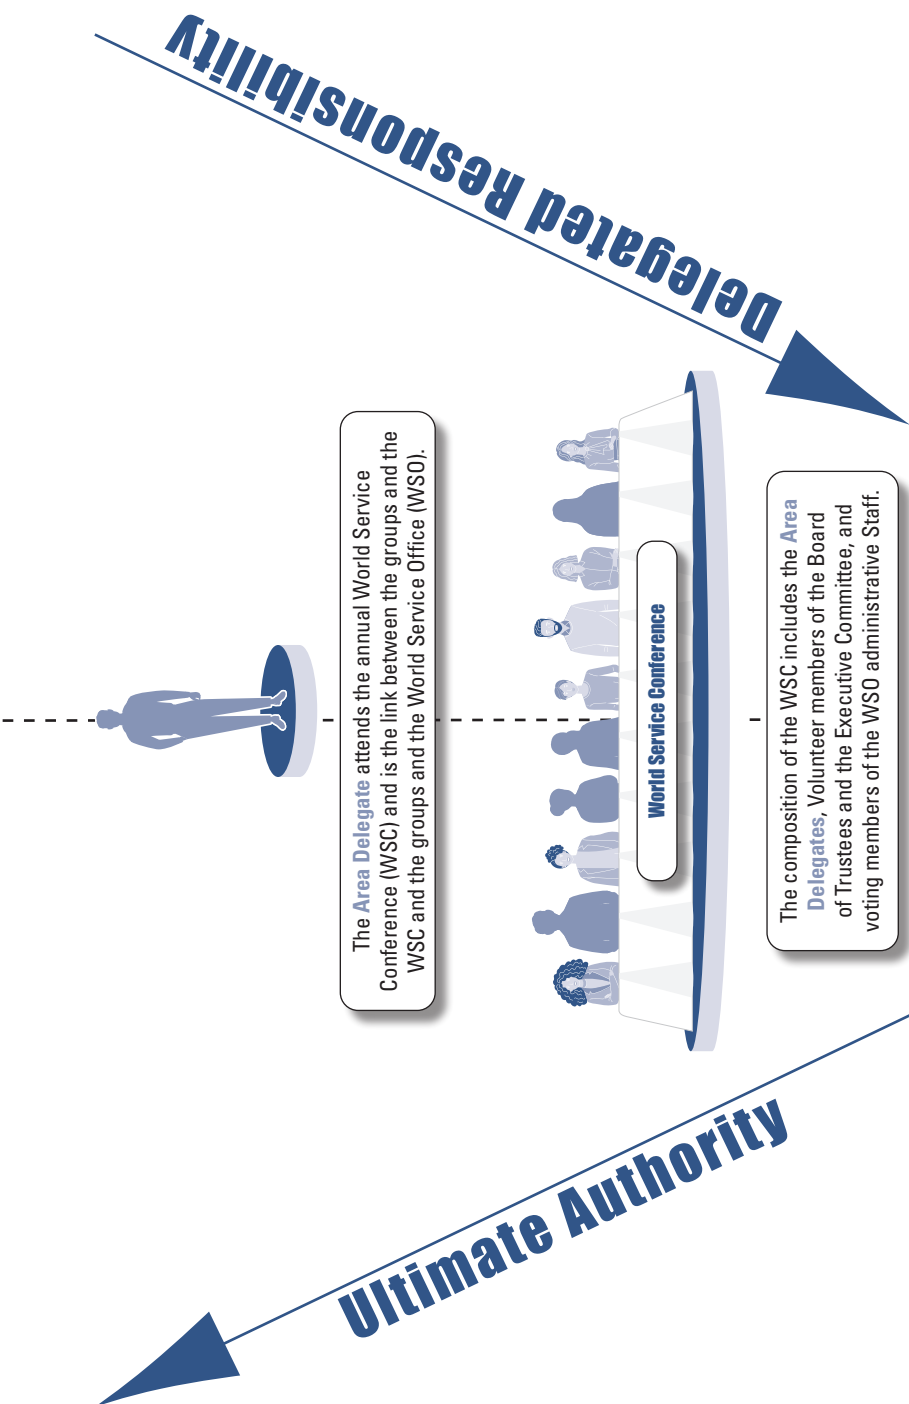 Delegated Responsibility
The Area Delegate attends the annual World Service
Conference (WSC) and is the link between the groups and the
WSC and the groups and the World Service Office (WSO).
World Service Conference
The composition of the WSC includes the Area
Delegates, Volunteer members of the Board
of Trustees and the Executive Committee, and
voting members of the WSO administrative Staff.
Ultimate Authority